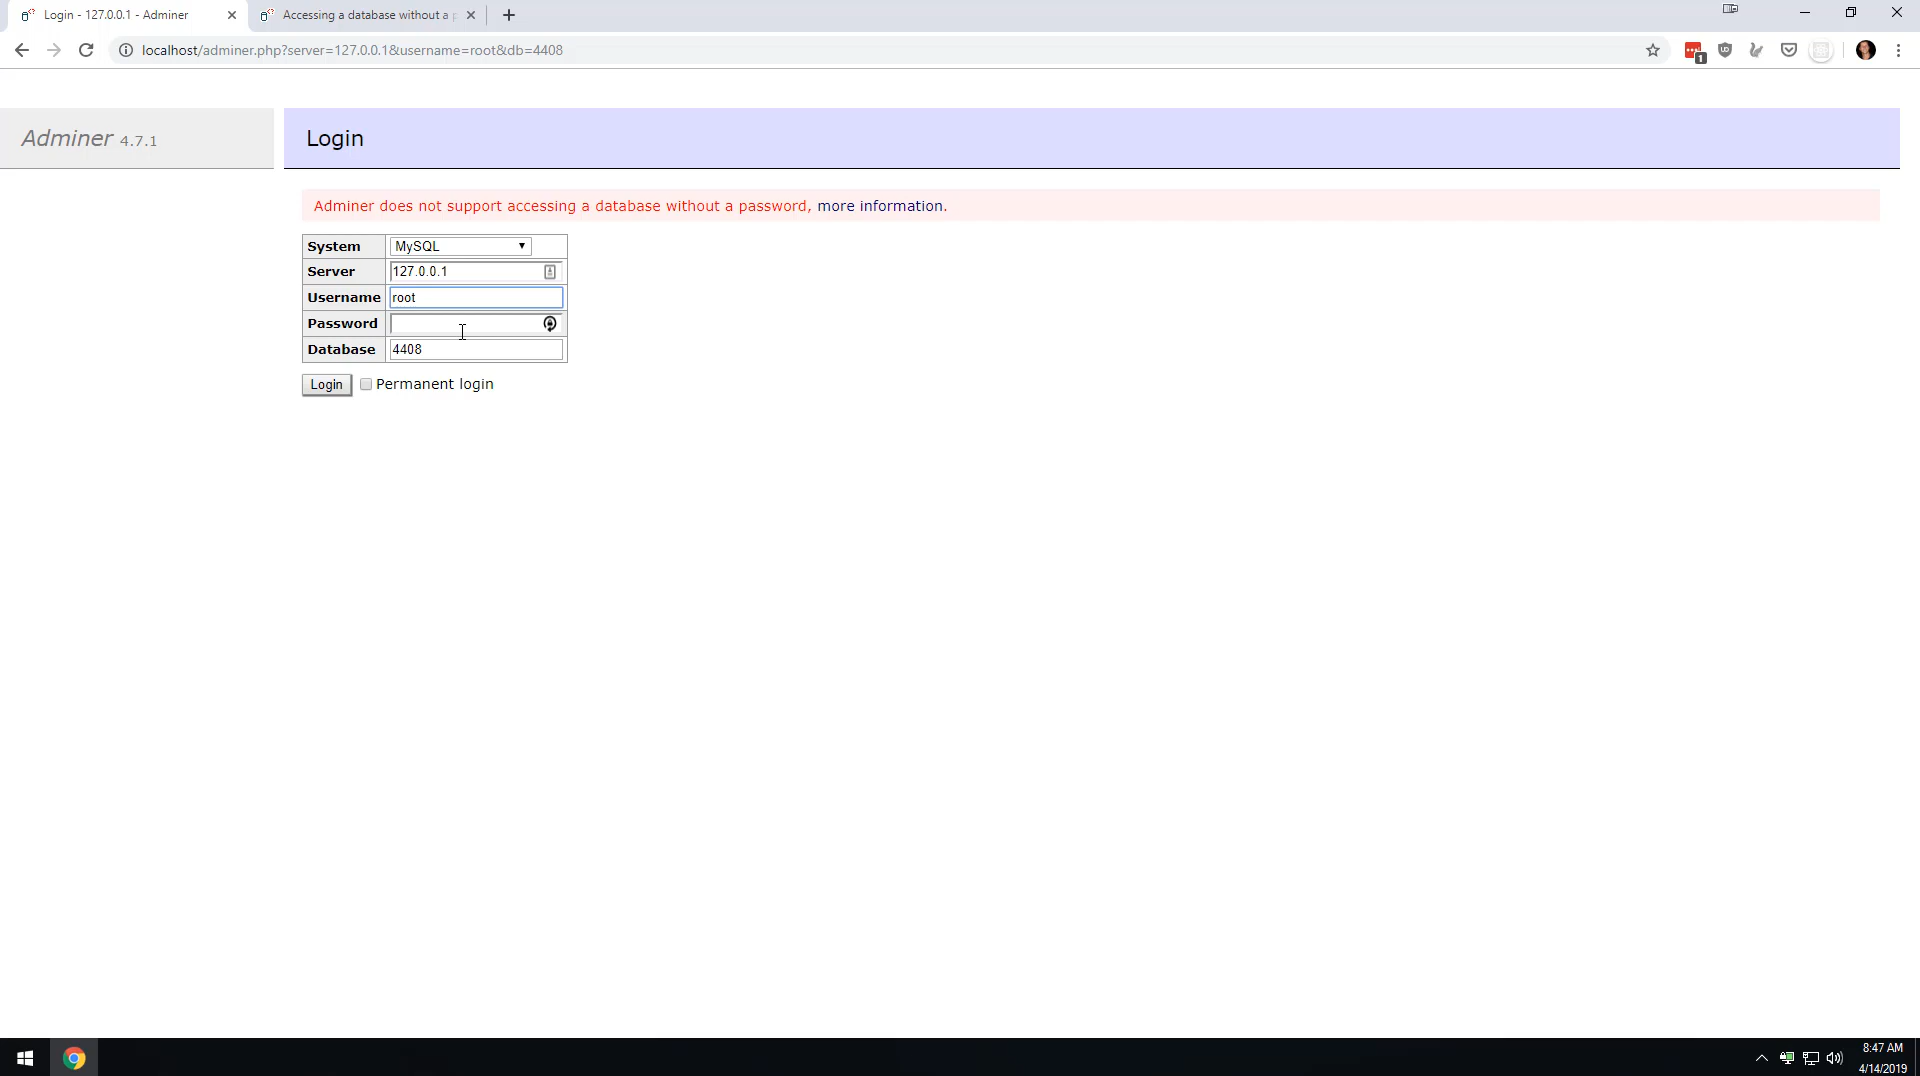 Login - 127.0.0.1 - Adminer
Accessing a database without a p
localhost/adminer.php?server=127.0.0.1&username=root&db=4408
1
Adminer 4.7.1
Login
Adminer does not support accessing a database without a password, more information.
System MySQL
Server 127.0.0.1
Username root
Password
Database 4408
Login Permanent login
8:47 AM
4/14/2019